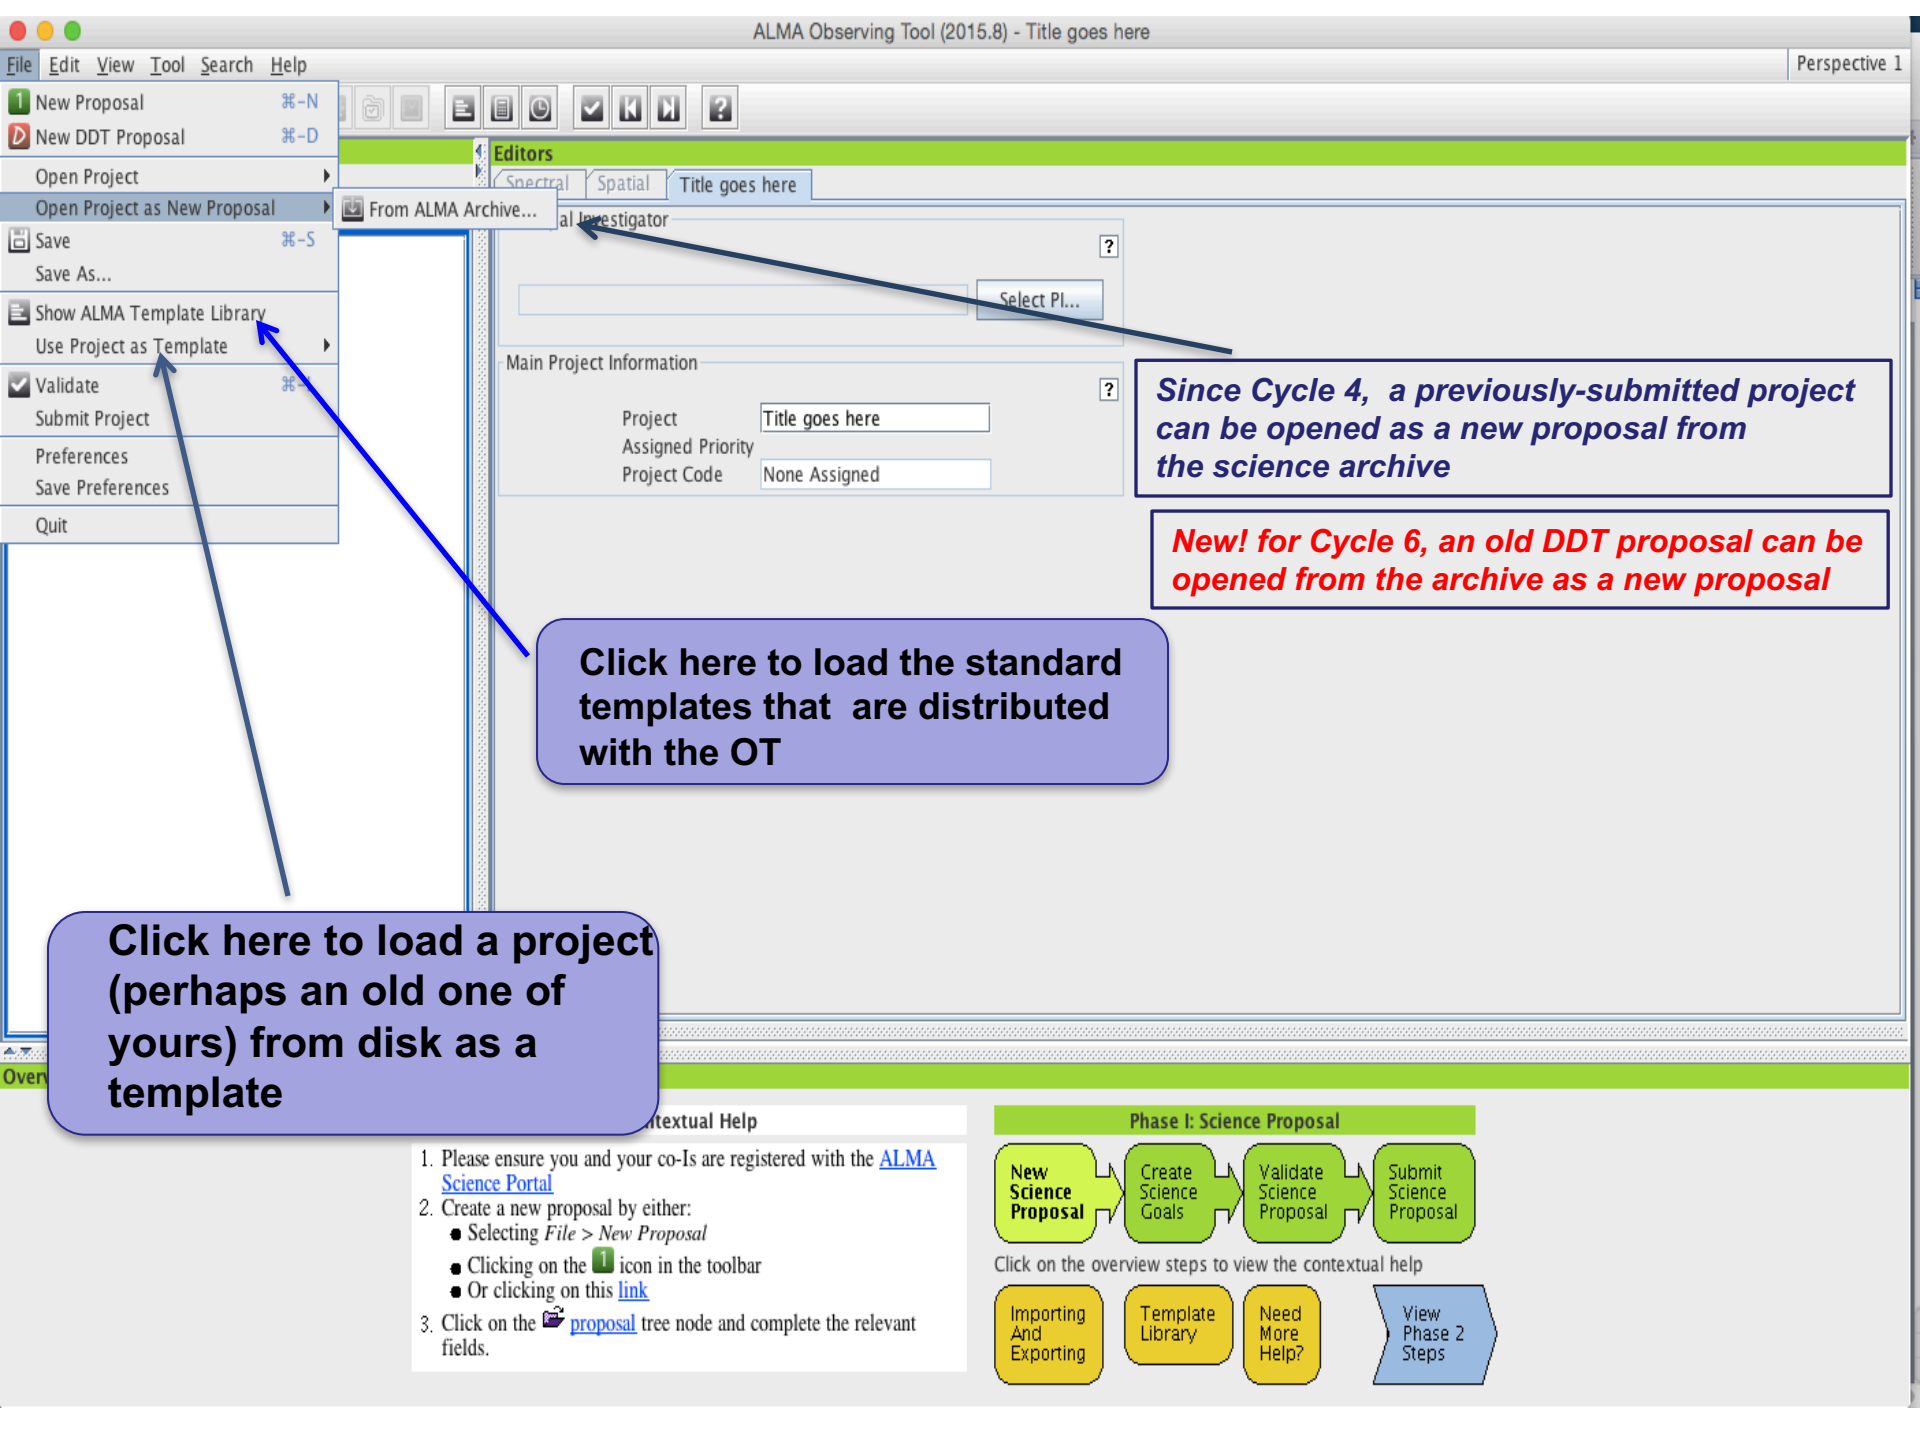 ALMA Observing Tool (2015.8) - Title goes here
File Edit View Tool Search Help
Perspective 1
1 New Proposal ⌘-N
D New DDT Proposal ⌘-D
Open Project
Open Project as New Proposal
From ALMA Archive...
Save ⌘-S
Save As...
Show ALMA Template Library
Use Project as Template
Validate
Submit Project
Preferences
Save Preferences
Quit
Editors
Spectral Spatial Title goes here
Investigator
?
Select PI...
Main Project Information
?
Project Title goes here
Assigned Priority
Project Code None Assigned
Since Cycle 4, a previously-submitted project
can be opened as a new proposal from
the science archive
New! for Cycle 6, an old DDT proposal can be
opened from the archive as a new proposal
Click here to load the standard
templates that are distributed
with the OT
Click here to load a project
(perhaps an old one of
yours) from disk as a
template
Help
1. Please ensure you and your co-Is are registered with the ALMA
Science Portal
2. Create a new proposal by either:
Selecting File > New Proposal
Clicking on the 1 icon in the toolbar
Or clicking on this link
3. Click on the proposal tree node and complete the relevant
fields.
Phase I: Science Proposal
New
Science
Proposal
Create
Science
Goals
Validate
Science
Proposal
Submit
Science
Proposal
Click on the overview steps to view the contextual help
Importing
And
Exporting
Template
Library
Need
More
Help?
View
Phase 2
Steps